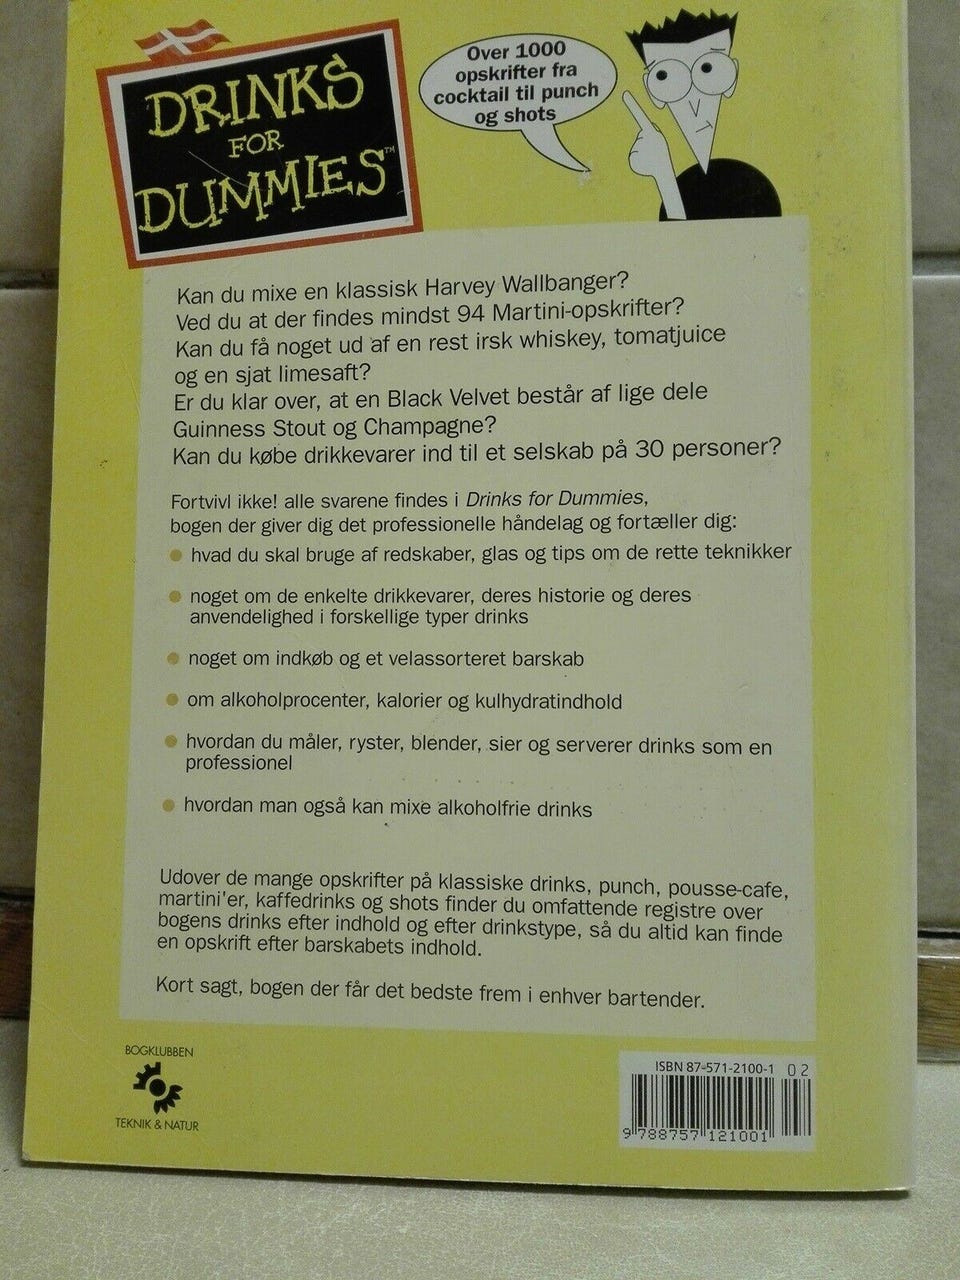 DRINKS
FOR
DUMMIES™
Over 1000
opskrifter fra
cocktail til punch
og shots
Kan du mixe en klassisk Harvey Wallbanger?
Ved du at der findes mindst 94 Martini-opskrifter?
Kan du få noget ud af en rest irsk whiskey, tomatjuice
og en sjat limesaft?
Er du klar over, at en Black Velvet består af lige dele
Guinness Stout og Champagne?
Kan du købe drikkevarer ind til et selskab på 30 personer?
Fortvivl ikke! alle svarene findes i Drinks for Dummies,
bogen der giver dig det professionelle håndelag og fortæller dig:
● hvad du skal bruge af redskaber, glas og tips om de rette teknikker
● noget om de enkelte drikkevarer, deres historie og deres
anvendelighed i forskellige typer drinks
● noget om indkøb og et velassorteret barskab
● om alkoholprocenter, kalorier og kulhydratindhold
● hvordan du måler, ryster, blender, sier og serverer drinks som en
professionel
● hvordan man også kan mixe alkoholfrie drinks
Udover de mange opskrifter på klassiske drinks, punch, pousse-cafe,
martini'er, kaffedrinks og shots finder du omfattende registre over
bogens drinks efter indhold og efter drinkstype, så du altid kan finde
en opskrift efter barskabets indhold.
Kort sagt, bogen der får det bedste frem i enhver bartender.
BOGKLUBBEN
TEKNIK & NATUR
ISBN 87-571-2100-1 02
9 788757 121001